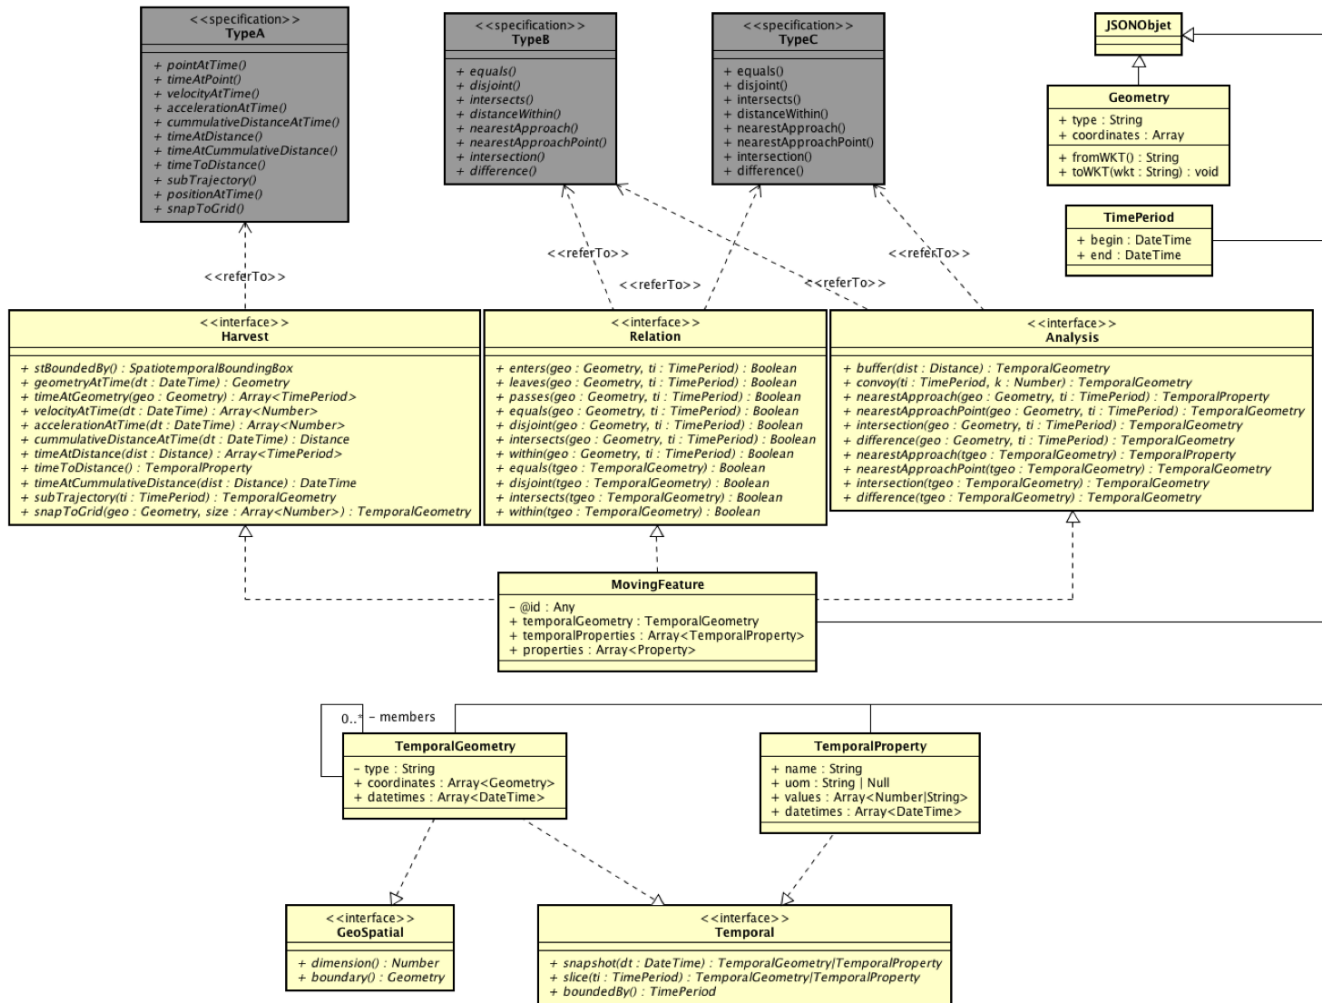 <<specification>>
TypeA
+ pointAtTime()
+ timeAtPoint()
+ velocityAtTime()
+ accelerationAtTime()
+ cummulativeDistanceAtTime()
+ timeAtDistance()
+ timeAtCummulativeDistance()
+ timeToDistance()
+ subTrajectory()
+ positionAtTime()
+ snapToGrid()
<<specification>>
TypeB
+ equals()
+ disjoint()
+ intersects()
+ distanceWithin()
+ nearestApproach()
+ nearestApproachPoint()
+ intersection()
+ difference()
<<specification>>
TypeC
+ equals()
+ disjoint()
+ intersects()
+ distanceWithin()
+ nearestApproach()
+ nearestApproachPoint()
+ intersection()
+ difference()
JSONObjet
Geometry
+ type : String
+ coordinates : Array
+ fromWKT() : String
+ toWKT(wkt : String) : void
TimePeriod
+ begin : DateTime
+ end : DateTime
<<referTo>>
<<referTo>>
<<referTo>>
<<referTo>>
<<interface>>
Harvest
+ stBoundedBy() : SpatiotemporalBoundingBox
+ geometryAtTime(dt : DateTime) : Geometry
+ timeAtGeometry(geo : Geometry) : Array<TimePeriod>
+ velocityAtTime(dt : DateTime) : Array<Number>
+ accelerationAtTime(dt : DateTime) : Array<Number>
+ cummulativeDistanceAtTime(dt : DateTime) : Distance
+ timeAtDistance(dist : Distance) : Array<TimePeriod>
+ timeToDistance() : TemporalProperty
+ timeAtCummulativeDistance(dist : Distance) : DateTime
+ subTrajectory(ti : TimePeriod) : TemporalGeometry
+ snapToGrid(geo : Geometry, size : Array<Number>) : TemporalGeometry
<<interface>>
Relation
+ enters(geo : Geometry, ti : TimePeriod) : Boolean
+ leaves(geo : Geometry, ti : TimePeriod) : Boolean
+ passes(geo : Geometry, ti : TimePeriod) : Boolean
+ equals(geo : Geometry, ti : TimePeriod) : Boolean
+ disjoint(geo : Geometry, ti : TimePeriod) : Boolean
+ intersects(geo : Geometry, ti : TimePeriod) : Boolean
+ within(geo : Geometry, ti : TimePeriod) : Boolean
+ equals(tgeo : TemporalGeometry) : Boolean
+ disjoint(tgeo : TemporalGeometry) : Boolean
+ intersects(tgeo : TemporalGeometry) : Boolean
+ within(tgeo : TemporalGeometry) : Boolean
<<interface>>
Analysis
+ buffer(dist : Distance) : TemporalGeometry
+ convoy(ti : TimePeriod, k : Number) : TemporalGeometry
+ nearestApproach(geo : Geometry, ti : TimePeriod) : TemporalProperty
+ nearestApproachPoint(geo : Geometry, ti : TimePeriod) : TemporalGeometry
+ intersection(geo : Geometry, ti : TimePeriod) : TemporalGeometry
+ difference(geo : Geometry, ti : TimePeriod) : TemporalGeometry
+ nearestApproach(tgeo : TemporalGeometry) : TemporalProperty
+ nearestApproachPoint(tgeo : TemporalGeometry) : TemporalGeometry
+ intersection(tgeo : TemporalGeometry) : TemporalGeometry
+ difference(tgeo : TemporalGeometry) : TemporalGeometry
MovingFeature
- @id : Any
+ temporalGeometry : TemporalGeometry
+ temporalProperties : Array<TemporalProperty>
+ properties : Array<Property>
0..* - members
TemporalGeometry
- type : String
+ coordinates : Array<Geometry>
+ datetimes : Array<DateTime>
TemporalProperty
+ name : String
+ uom : String | Null
+ values : Array<Number|String>
+ datetimes : Array<DateTime>
<<interface>>
GeoSpatial
+ dimension() : Number
+ boundary() : Geometry
<<interface>>
Temporal
+ snapshot(dt : DateTime) : TemporalGeometry|TemporalProperty
+ slice(ti : TimePeriod) : TemporalGeometry|TemporalProperty
+ boundedBy() : TimePeriod